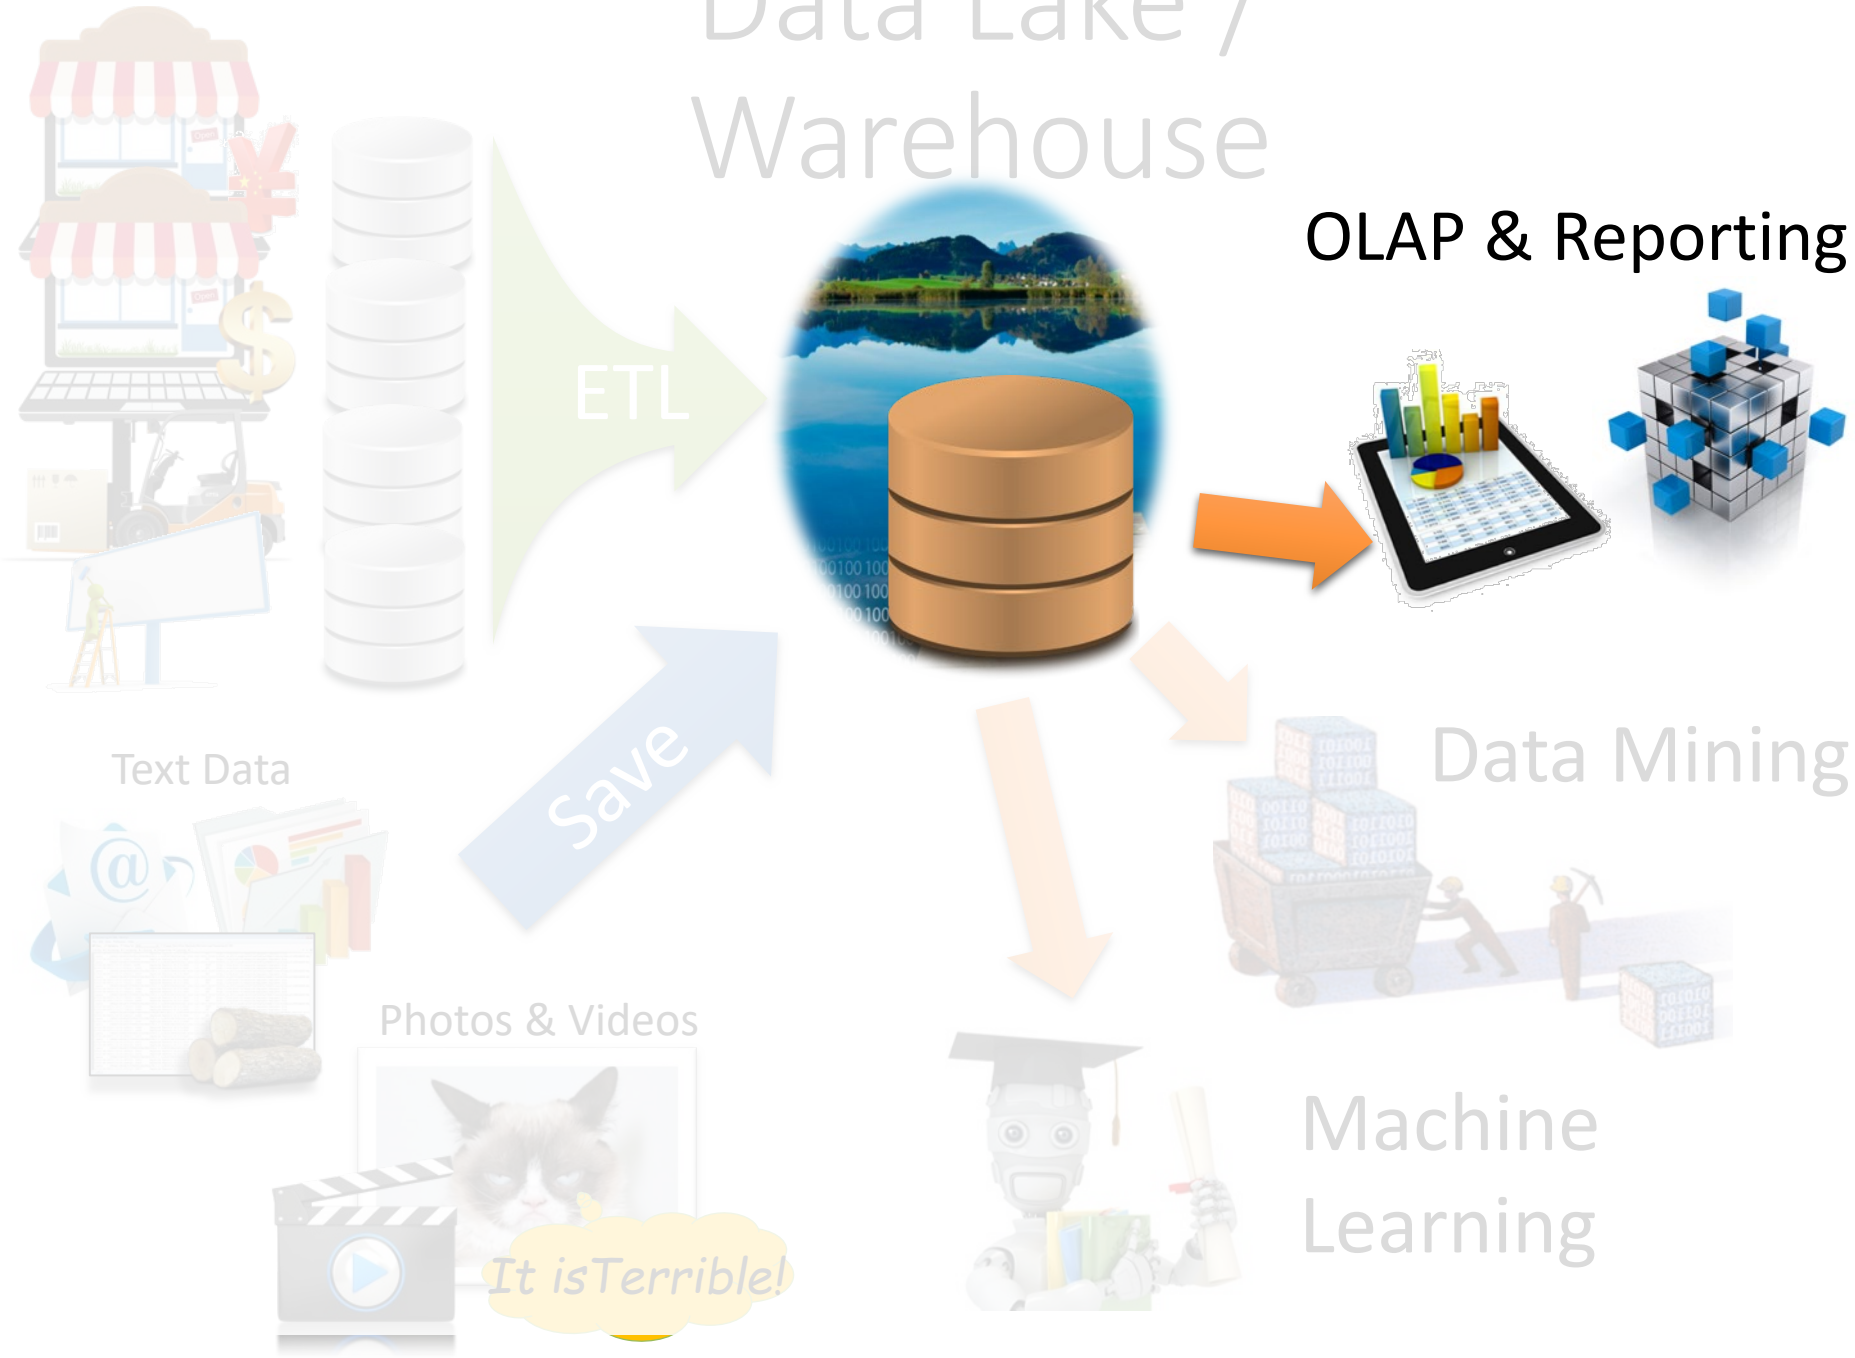 Data Lake /
Warehouse
OLAP & Reporting
ETL
Save
Text Data
Data Mining
Photos & Videos
Machine
Learning
It isTerrible!